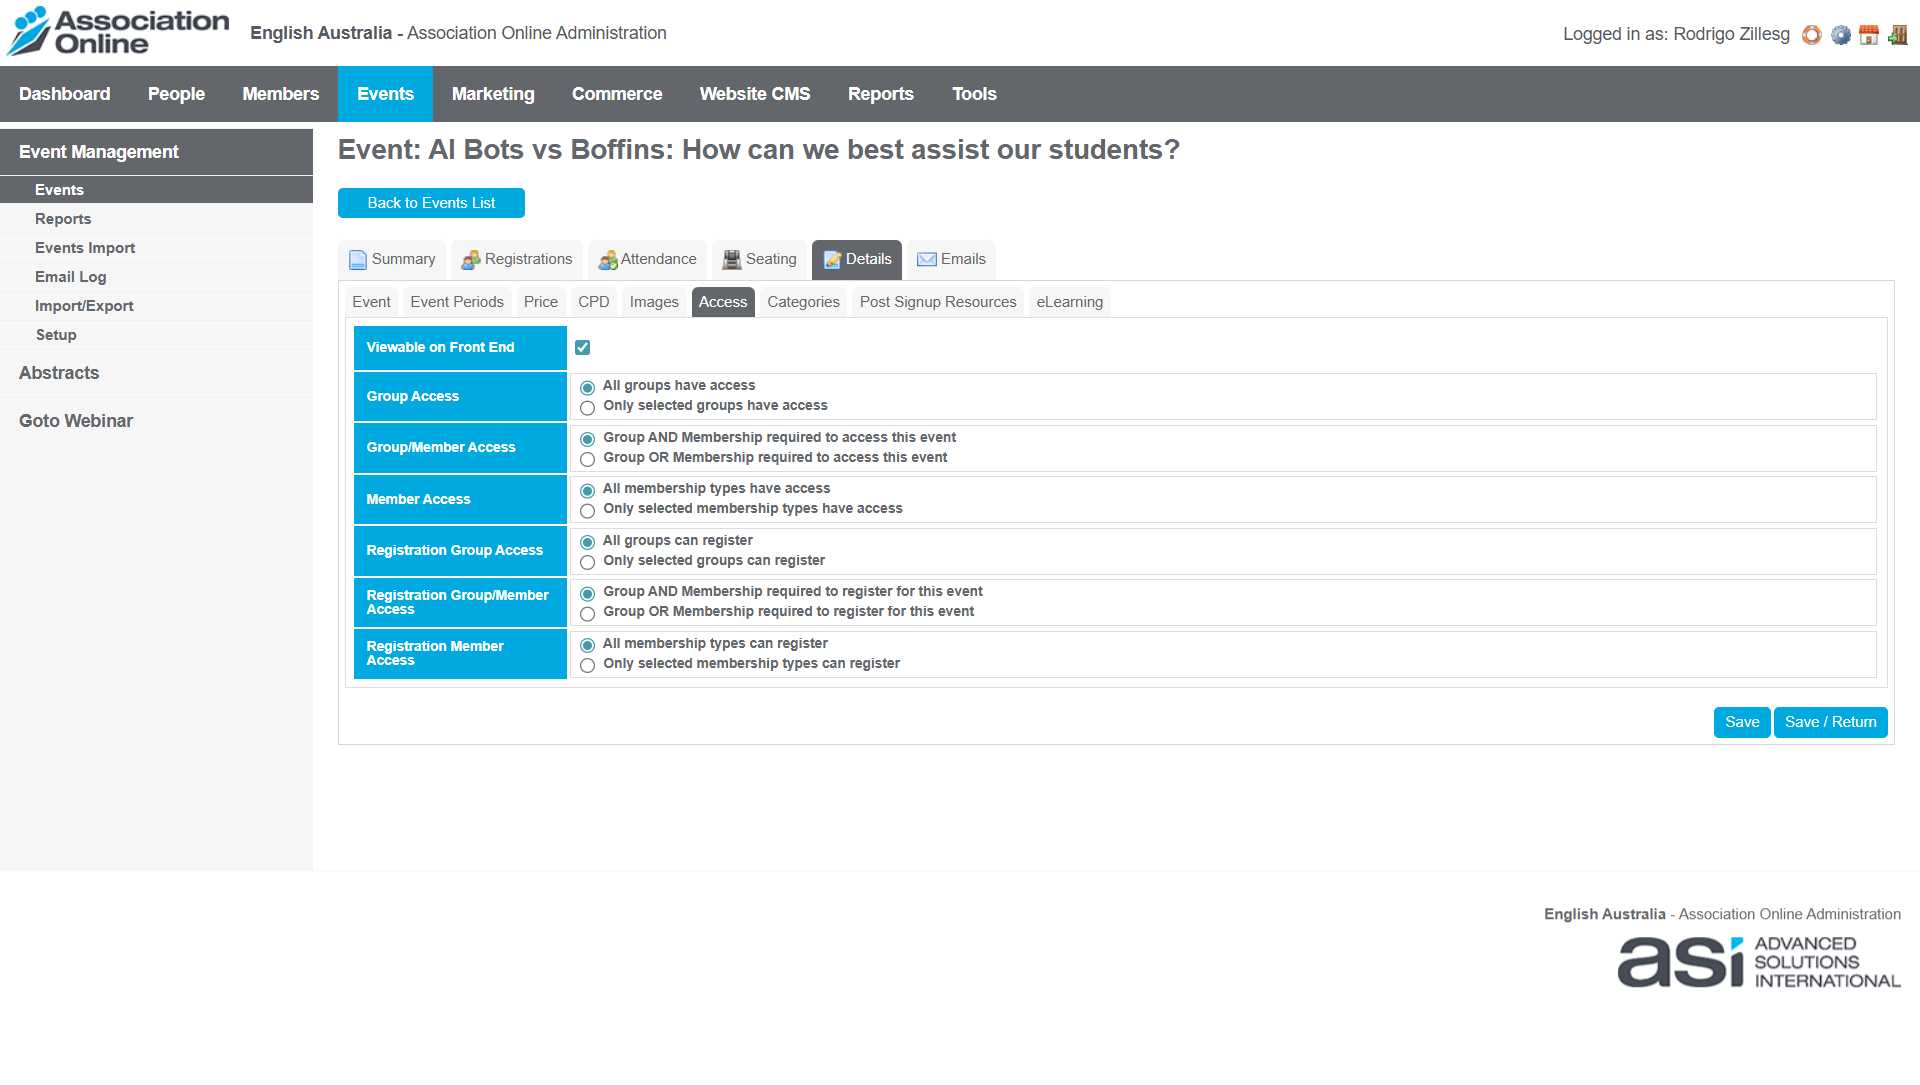 Association
Online
English Australia - Association Online Administration
Logged in as: Rodrigo Zillesg
Dashboard People Members Events Marketing Commerce Website CMS Reports Tools
Event Management
Events
Reports
Events Import
Email Log
Import/Export
Setup
Abstracts
Goto Webinar
Event: AI Bots vs Boffins: How can we best assist our students?
Back to Events List
Summary Registrations Attendance Seating Details Emails
Event Event Periods Price CPD Images Access Categories Post Signup Resources eLearning
Viewable on Front End
Group Access
All groups have access
Only selected groups have access
Group/Member Access
Group AND Membership required to access this event
Group OR Membership required to access this event
Member Access
All membership types have access
Only selected membership types have access
Registration Group Access
All groups can register
Only selected groups can register
Registration Group/Member
Access
Group AND Membership required to register for this event
Group OR Membership required to register for this event
Registration Member
Access
All membership types can register
Only selected membership types can register
Save Save / Return
English Australia - Association Online Administration
asi
ADVANCED
SOLUTIONS
INTERNATIONAL